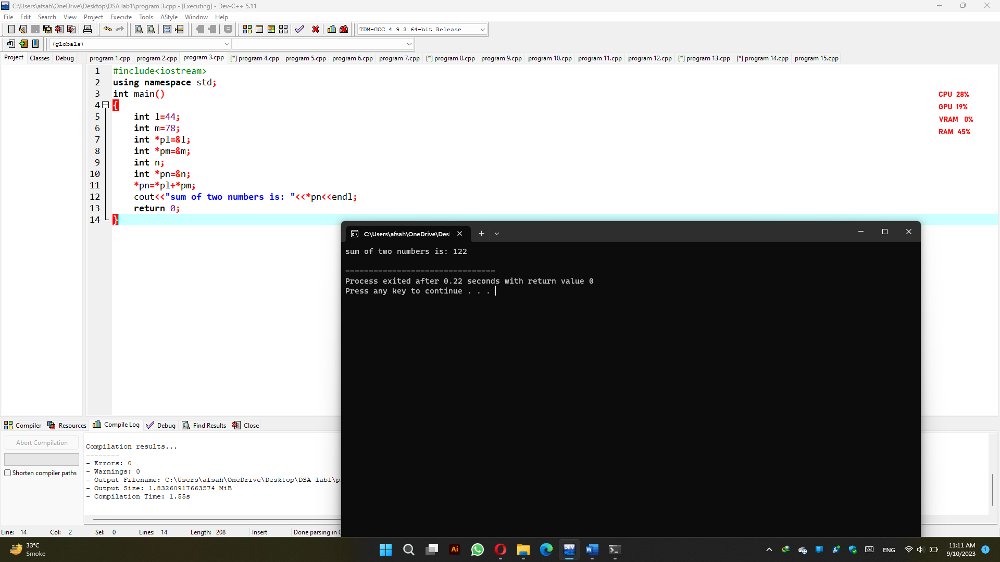 C:\Users\afsah\OneDrive\Desktop\DSA lab1\program 3.cpp - [Executing] - Dev-C++ 5.11
File Edit Search View Project Execute Tools AStyle Window Help
TDM-GCC 4.9.2 64-bit Release
(globals)
Project Classes Debug program 1.cpp program 2.cpp program 3.cpp [*] program 4.cpp program 5.cpp program 6.cpp program 7.cpp [*] program 8.cpp program 9.cpp program 10.cpp program 11.cpp program 12.cpp [*] program 13.cpp [*] program 14.cpp program 15.cpp
1 #include<iostream>
2 using namespace std;
3 int main()
4 {
5 int l=44;
6 int m=78;
7 int *pl=&l;
8 int *pm=&m;
9 int n;
10 int *pn=&n;
11 *pn=*pl+*pm;
12 cout<<"sum of two numbers is: "<<*pn<<endl;
13 return 0;
14 }
CPU 28%
GPU 19%
VRAM 0%
RAM 45%
C:\Users\afsah\OneDrive\Des
sum of two numbers is: 122
--------------------------------
Process exited after 0.22 seconds with return value 0
Press any key to continue . . .
Compiler Resources Compile Log Debug Find Results Close
Abort Compilation
Shorten compiler paths
Compilation results...
--------
- Errors: 0
- Warnings: 0
- Output Filename: C:\Users\afsah\OneDrive\Desktop\DSA lab1\p
- Output Size: 1.83260917663574 MiB
- Compilation Time: 1.55s
Line: 14 Col: 2 Sel: 0 Lines: 14 Length: 208 Insert Done parsing in 0
33°C
Smoke
Ai
DEV C++
W
ENG
11:11 AM
9/10/2023
1